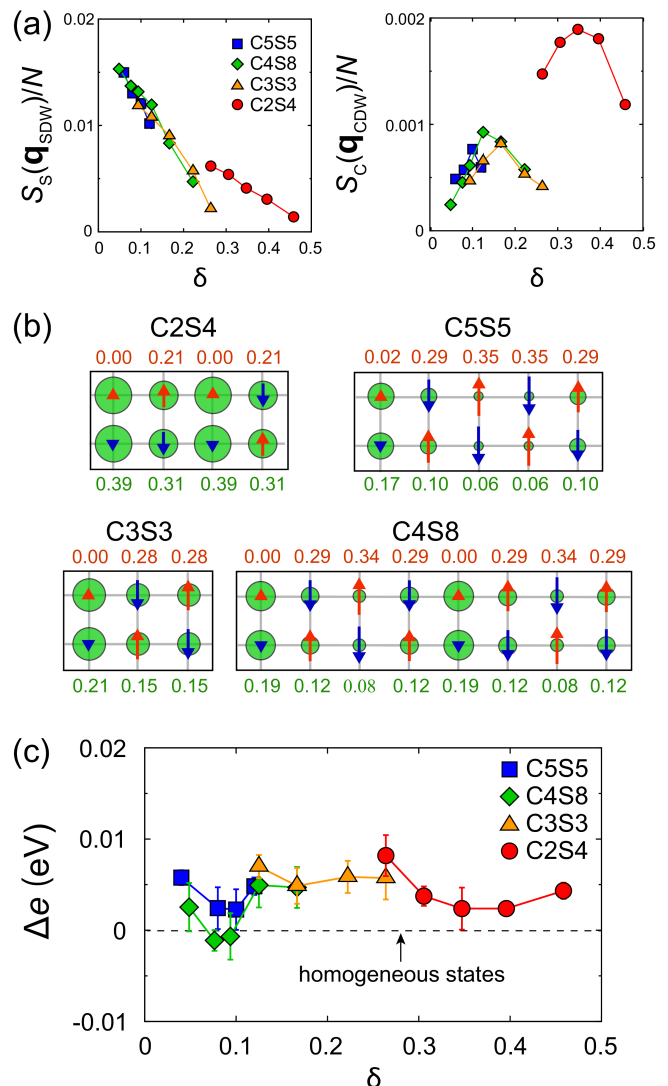 (a)
0.02
0.01
0
S_S(q_SDW)/N
C5S5
C4S8
C3S3
C2S4
0 0.1 0.2 0.3 0.4 0.5
δ
0.002
0.001
0
S_C(q_CDW)/N
0 0.1 0.2 0.3 0.4 0.5
δ
(b)
C2S4
0.00 0.21 0.00 0.21
0.39 0.31 0.39 0.31
C5S5
0.02 0.29 0.35 0.35 0.29
0.17 0.10 0.06 0.06 0.10
C3S3
0.00 0.28 0.28
0.21 0.15 0.15
C4S8
0.00 0.29 0.34 0.29 0.00 0.29 0.34 0.29
0.19 0.12 0.08 0.12 0.19 0.12 0.08 0.12
(c)
0.02
0.01
0
-0.01
Δe (eV)
C5S5
C4S8
C3S3
C2S4
homogeneous states
0 0.1 0.2 0.3 0.4 0.5
δ